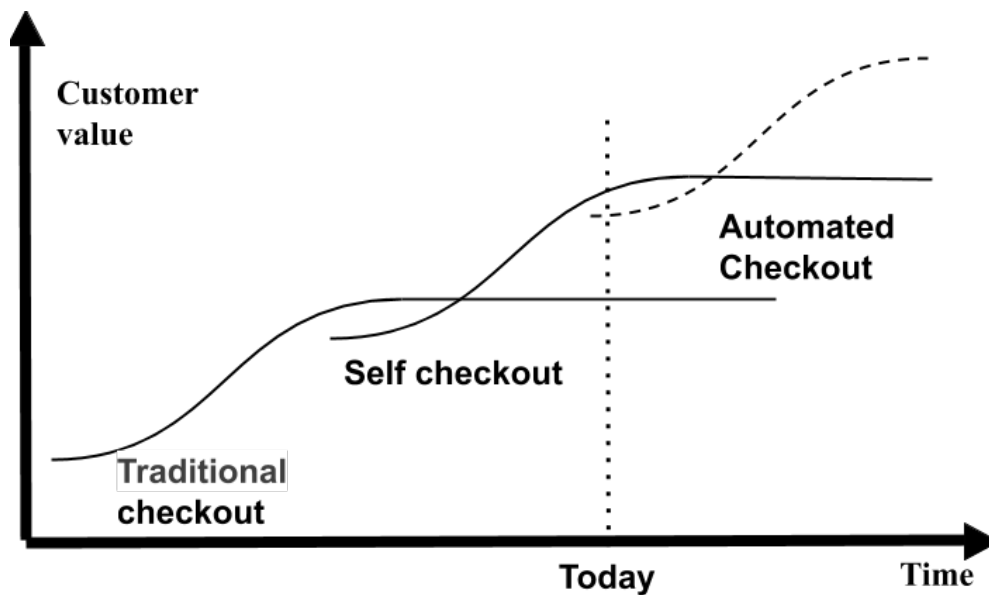 Customer
value
Automated
Checkout
Self checkout
Traditional
checkout
Today
Time